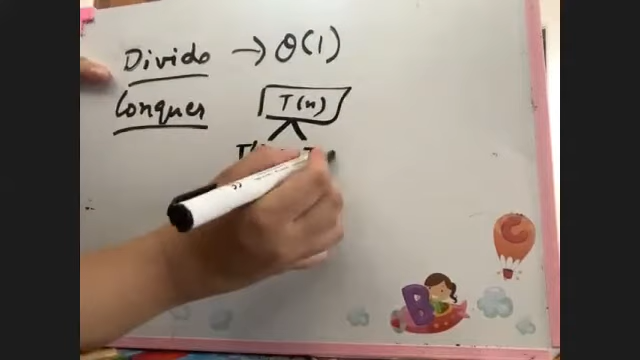 Divide → θ(1)
Conquer T(n)
B
C